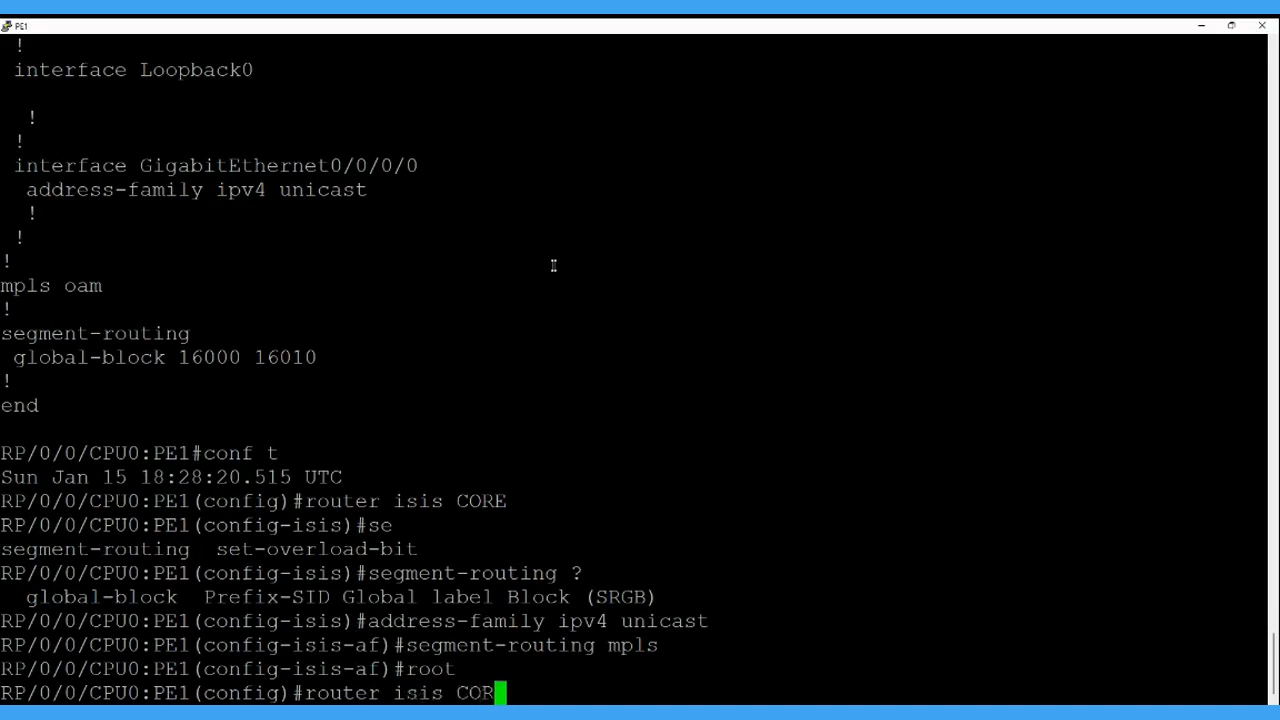 PE1
!
interface Loopback0
!
!
interface GigabitEthernet0/0/0/0
address-family ipv4 unicast
!
!
!
mpls oam
!
segment-routing
global-block 16000 16010
!
end
RP/0/0/CPU0:PE1#conf t
Sun Jan 15 18:28:20.515 UTC
RP/0/0/CPU0:PE1(config)#router isis CORE
RP/0/0/CPU0:PE1(config-isis)#se
segment-routing  set-overload-bit
RP/0/0/CPU0:PE1(config-isis)#segment-routing ?
global-block  Prefix-SID Global label Block (SRGB)
RP/0/0/CPU0:PE1(config-isis)#address-family ipv4 unicast
RP/0/0/CPU0:PE1(config-isis-af)#segment-routing mpls
RP/0/0/CPU0:PE1(config-isis-af)#root
RP/0/0/CPU0:PE1(config)#router isis COR